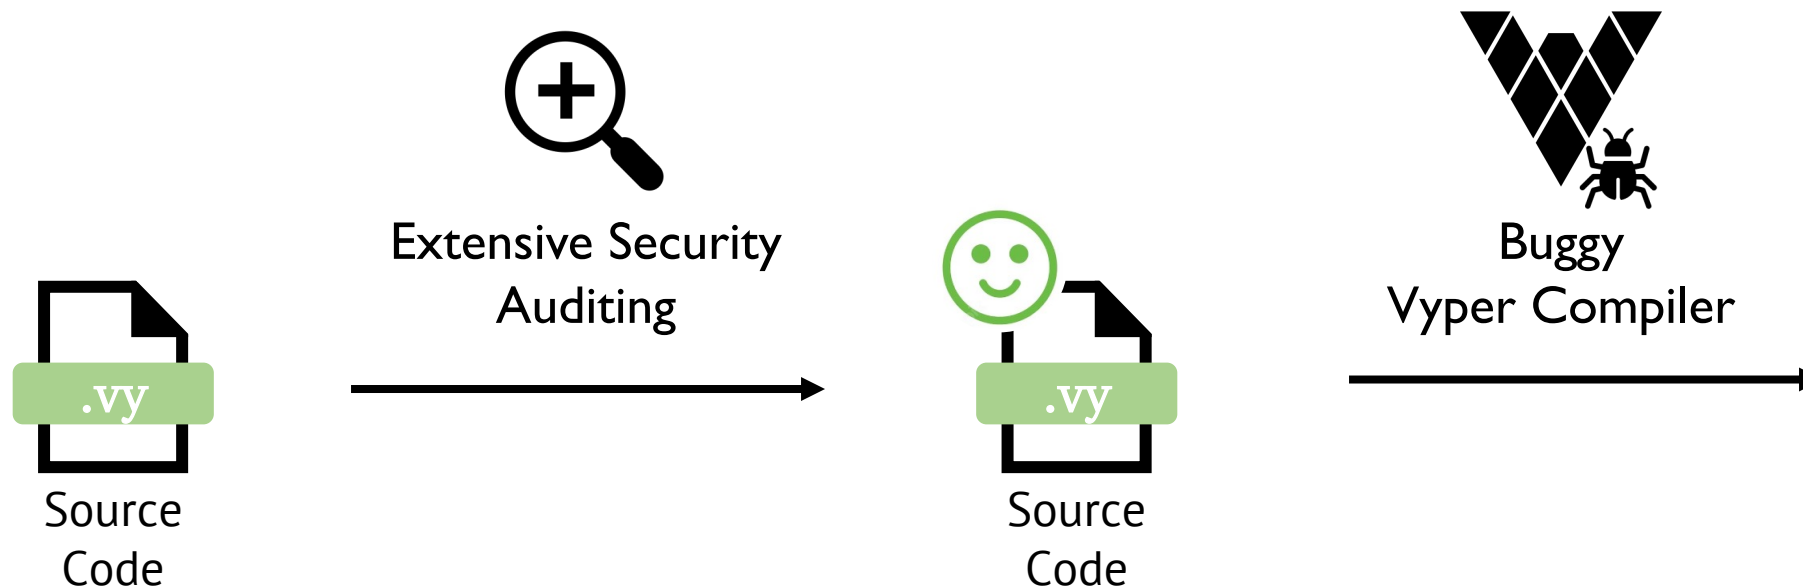 Extensive Security
Auditing
Buggy
Vyper Compiler
.vy
.vy
Source
Code
Source
Code